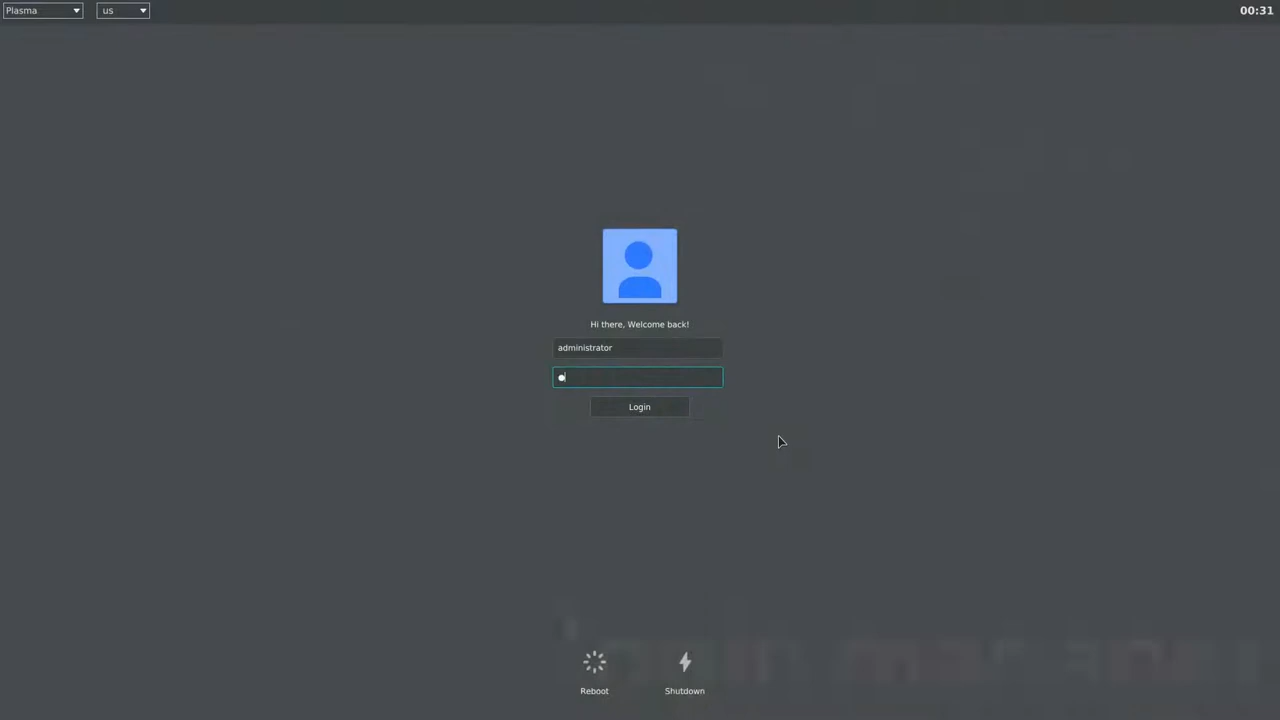 Plasma us 00:31
Hi there, Welcome back!
administrator
Login
Reboot Shutdown